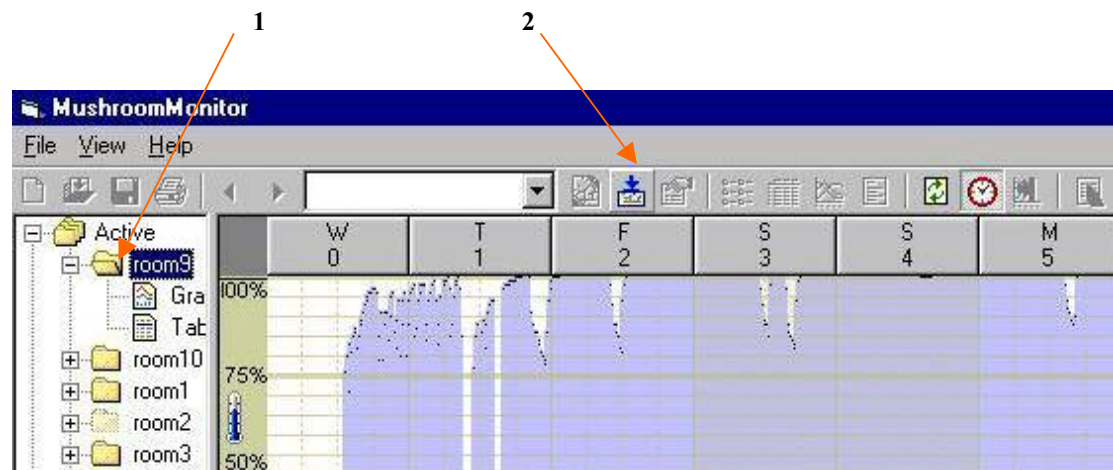 1 2
MushroomMonitor
File View Help
Active
room9
Gra
Tab
room10
room1
room2
room3
W T F S S M
0 1 2 3 4 5
100%
75%
50%